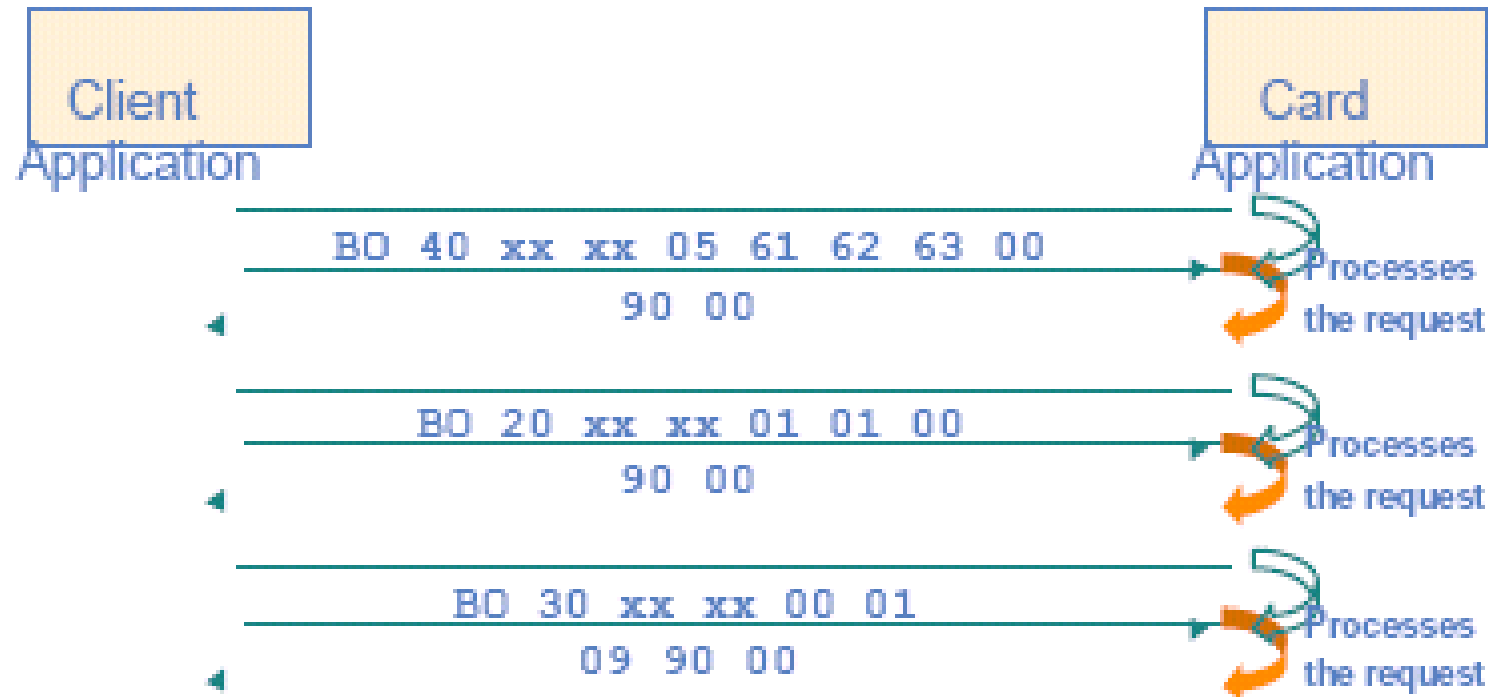 Client
Application
Card
Application
BO 40 xx xx 05 61 62 63 00
90 00
Processes
the request
BO 20 xx xx 01 01 00
90 00
Processes
the request
BO 30 xx xx 00 01
09 90 00
Processes
the request